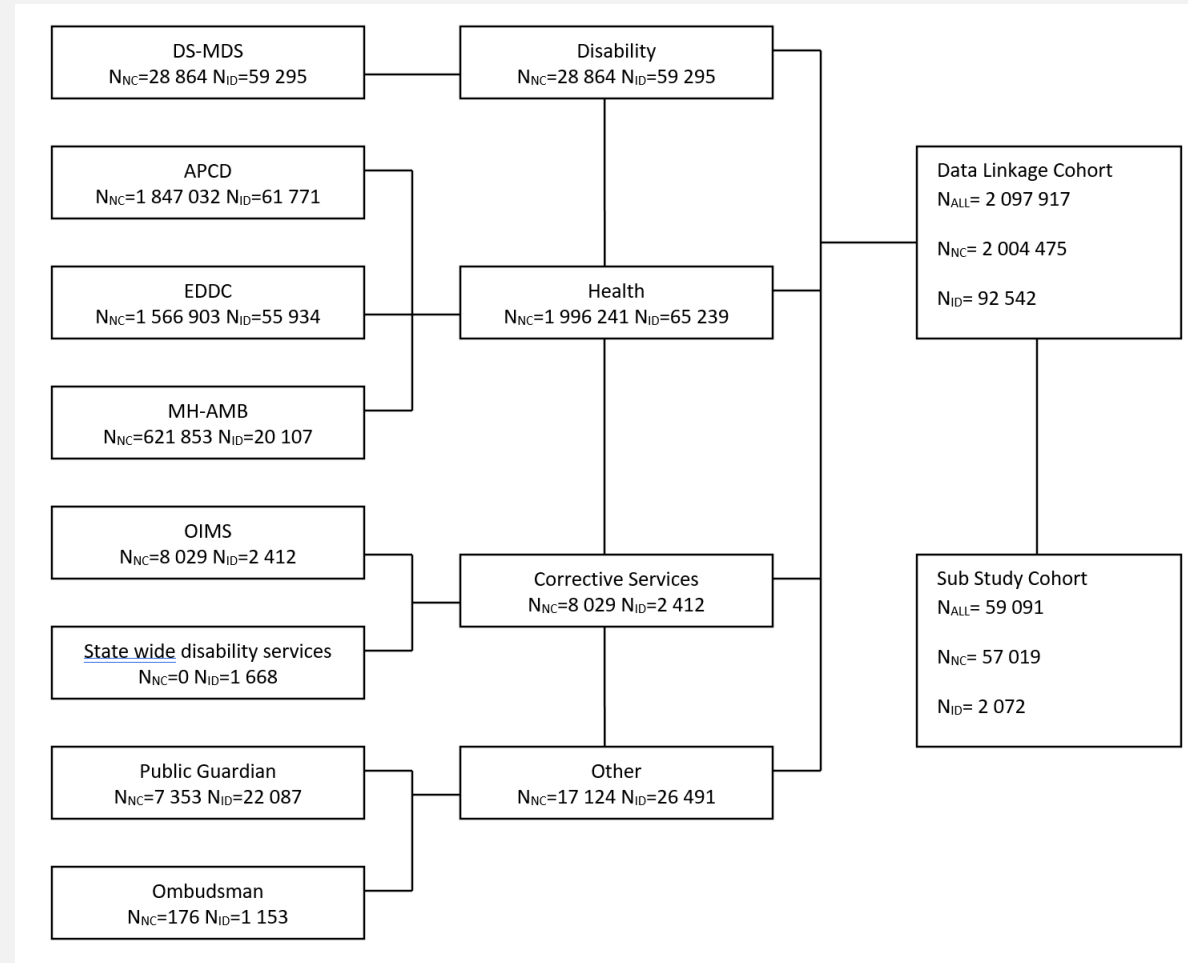 DS-MDS
NNC=28 864 NID=59 295
Disability
NNC=28 864 NID=59 295
APCD
NNC=1 847 032 NID=61 771
EDDC
NNC=1 566 903 NID=55 934
Health
NNC=1 996 241 NID=65 239
MH-AMB
NNC=621 853 NID=20 107
OIMS
NNC=8 029 NID=2 412
Corrective Services
NNC=8 029 NID=2 412
State wide disability services
NNC=0 NID=1 668
Public Guardian
NNC=7 353 NID=22 087
Other
NNC=17 124 NID=26 491
Ombudsman
NNC=176 NID=1 153
Data Linkage Cohort
NALL= 2 097 917
NNC= 2 004 475
NID= 92 542
Sub Study Cohort
NALL= 59 091
NNC= 57 019
NID= 2 072